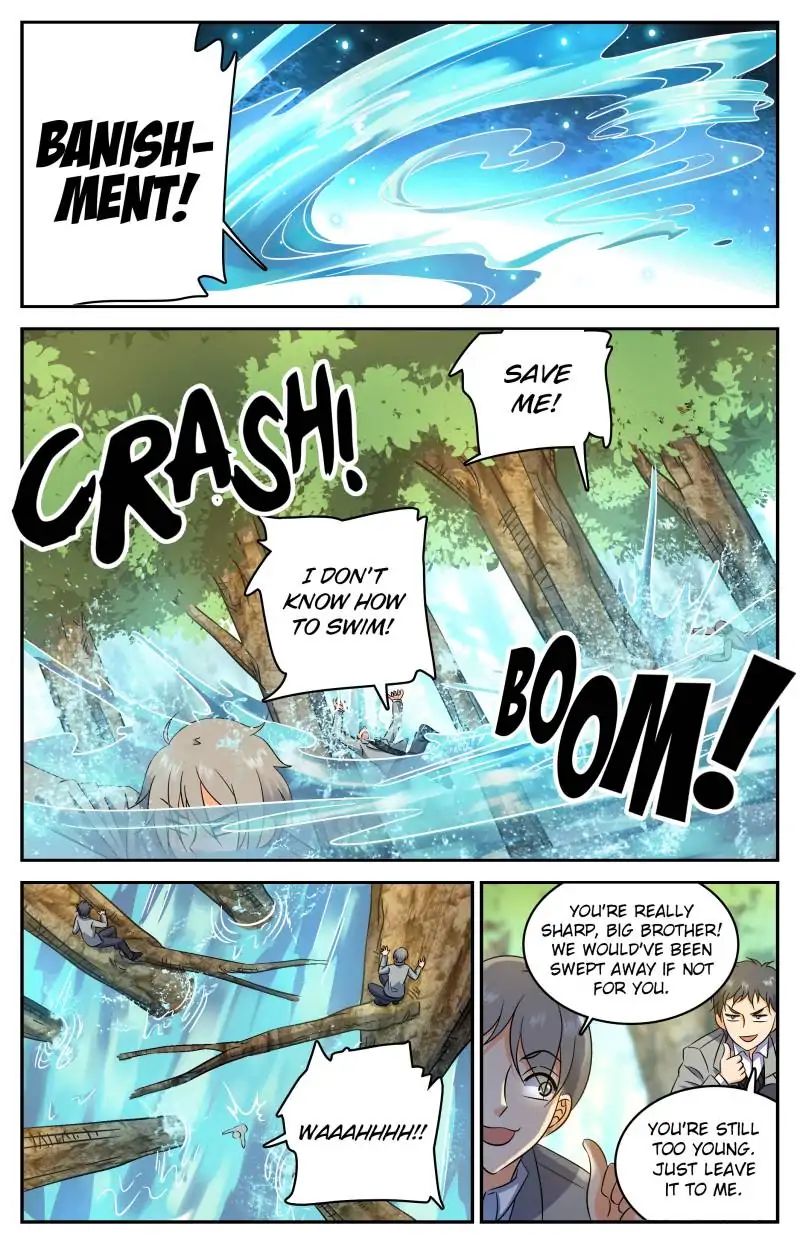 BANISH-
MENT!
CRASH!
SAVE
ME!
I DON'T
KNOW HOW
TO SWIM!
BOOM!
WAAAHHHH!!
YOU'RE REALLY
SHARP, BIG BROTHER!
WE WOULD'VE BEEN
SWEPT AWAY IF NOT
FOR YOU.
YOU'RE STILL
TOO YOUNG.
JUST LEAVE
IT TO ME.